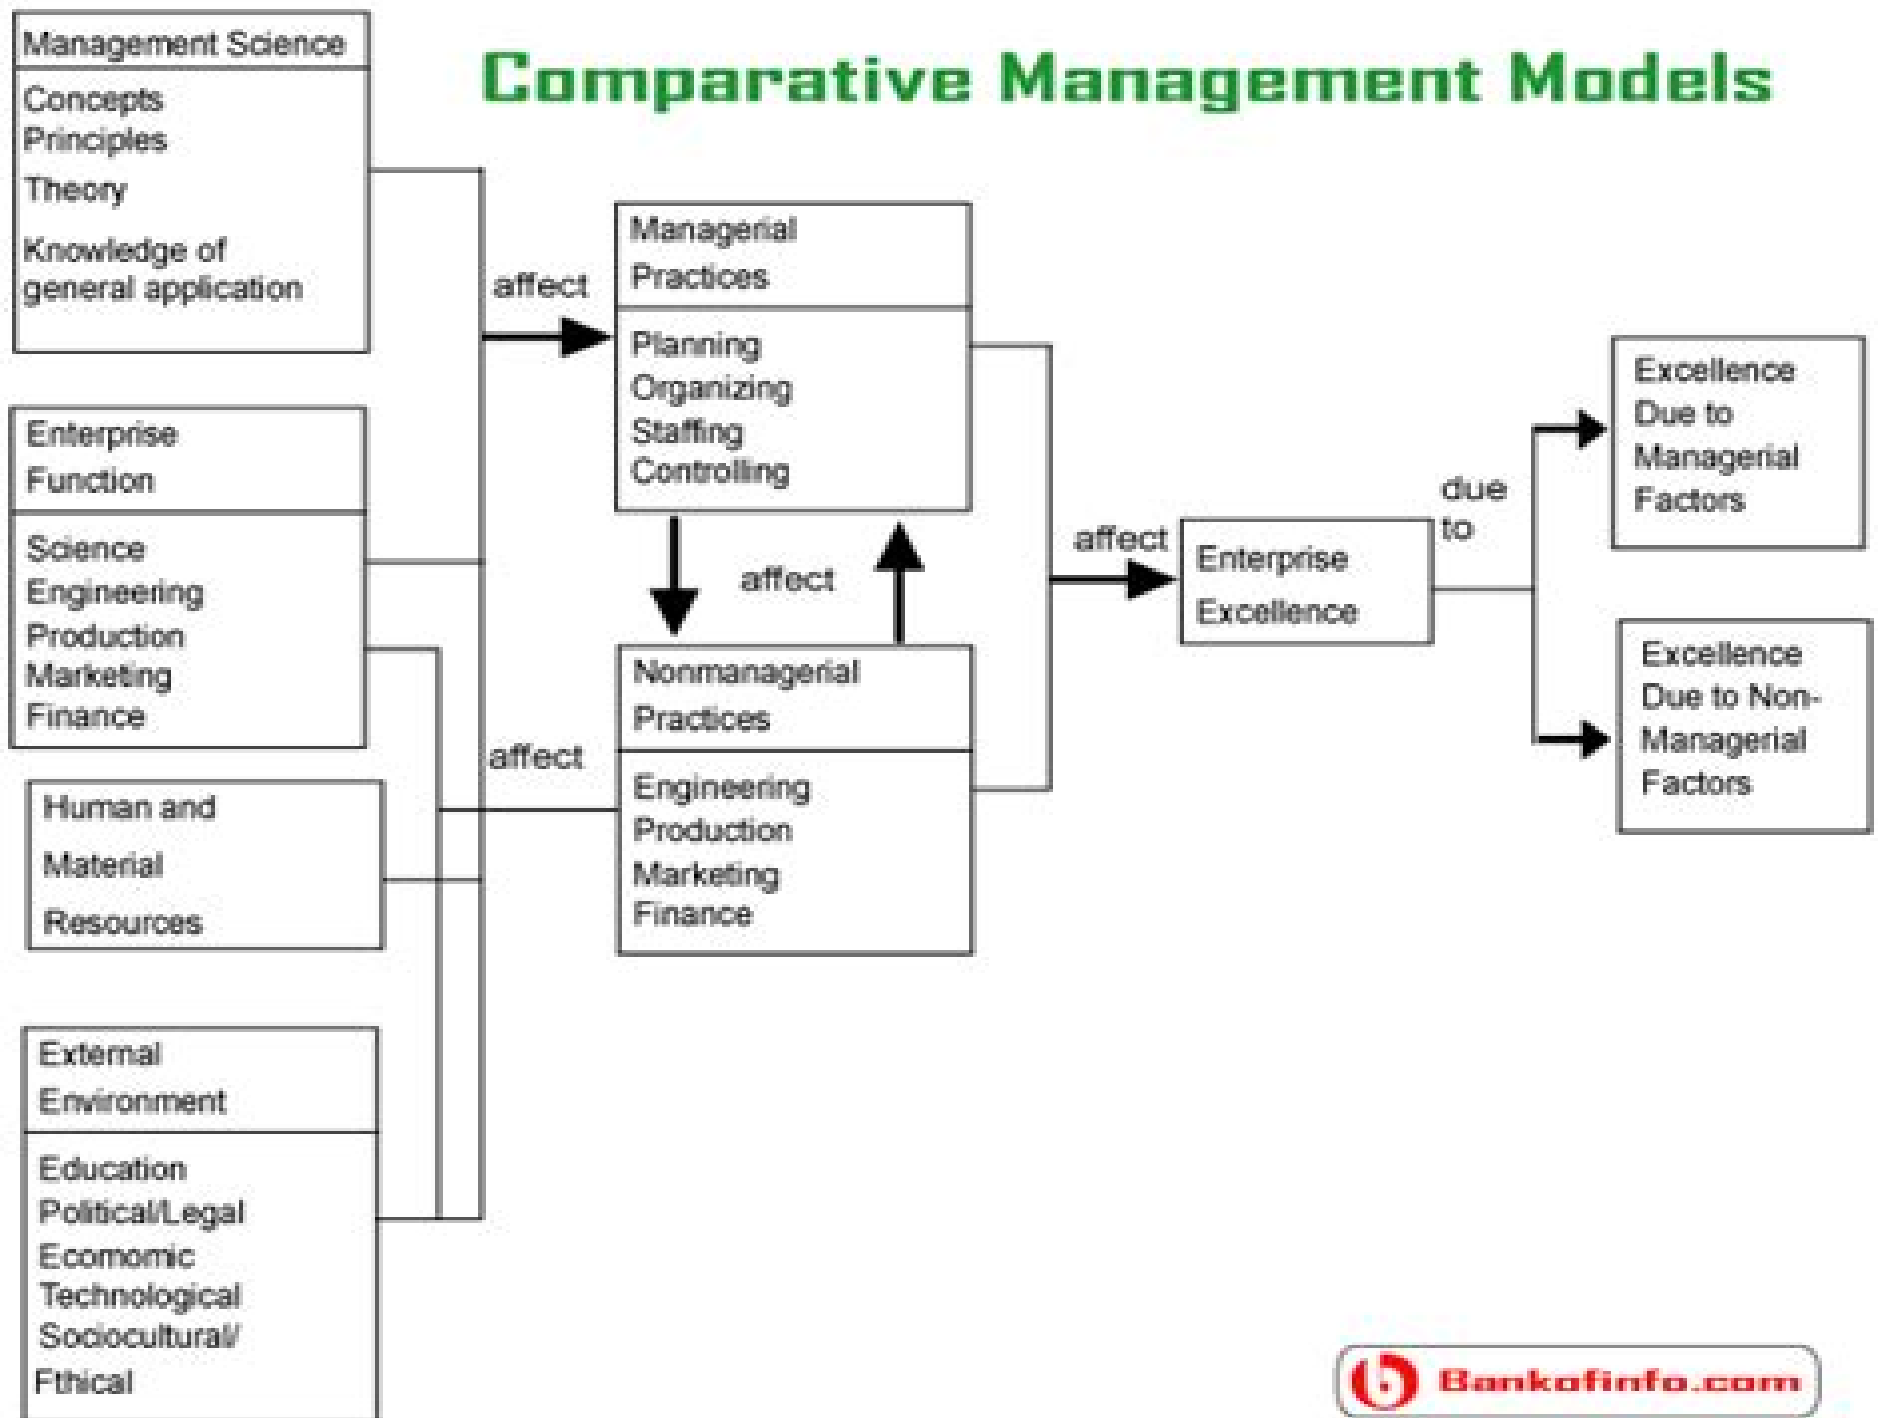 Comparative Management Models
Management Science
Concepts
Principles
Theory
Knowledge of
general application
Enterprise
Function
Science
Engineering
Production
Marketing
Finance
Human and
Material
Resources
External
Environment
Education
Political/Legal
Ecomomic
Technological
Sociocultural/
Fthical
affect
affect
Managerial
Practices
Planning
Organizing
Staffing
Controlling
affect
Nonmanagerial
Practices
Engineering
Production
Marketing
Finance
affect
Enterprise
Excellence
due
to
Excellence
Due to
Managerial
Factors
Excellence
Due to Non-
Managerial
Factors
Bankofinfo.com